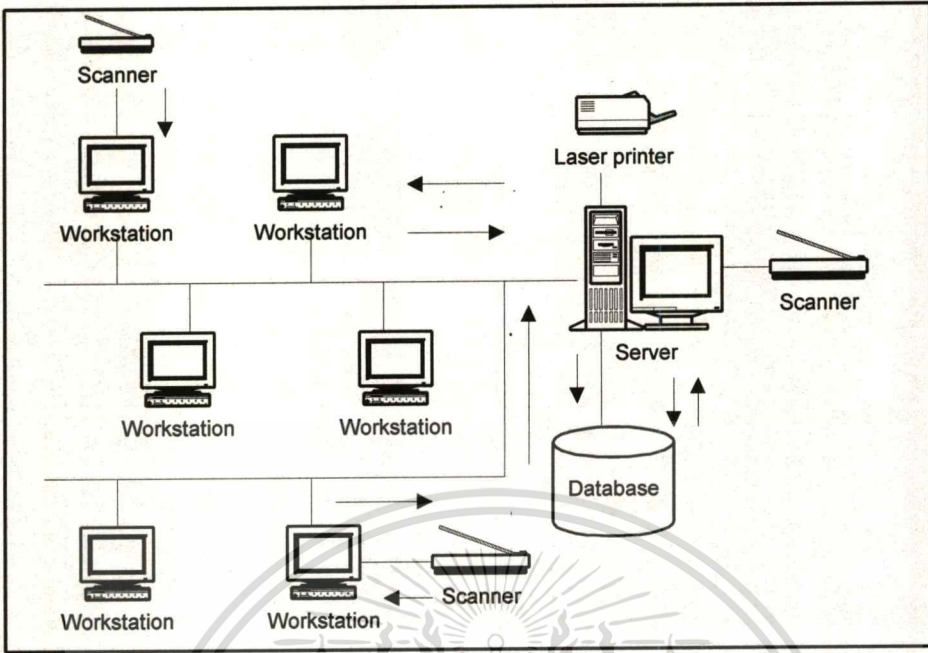 Scanner
Laser printer
Workstation
Workstation
Scanner
Server
Workstation
Workstation
Database
Scanner
Workstation
Workstation